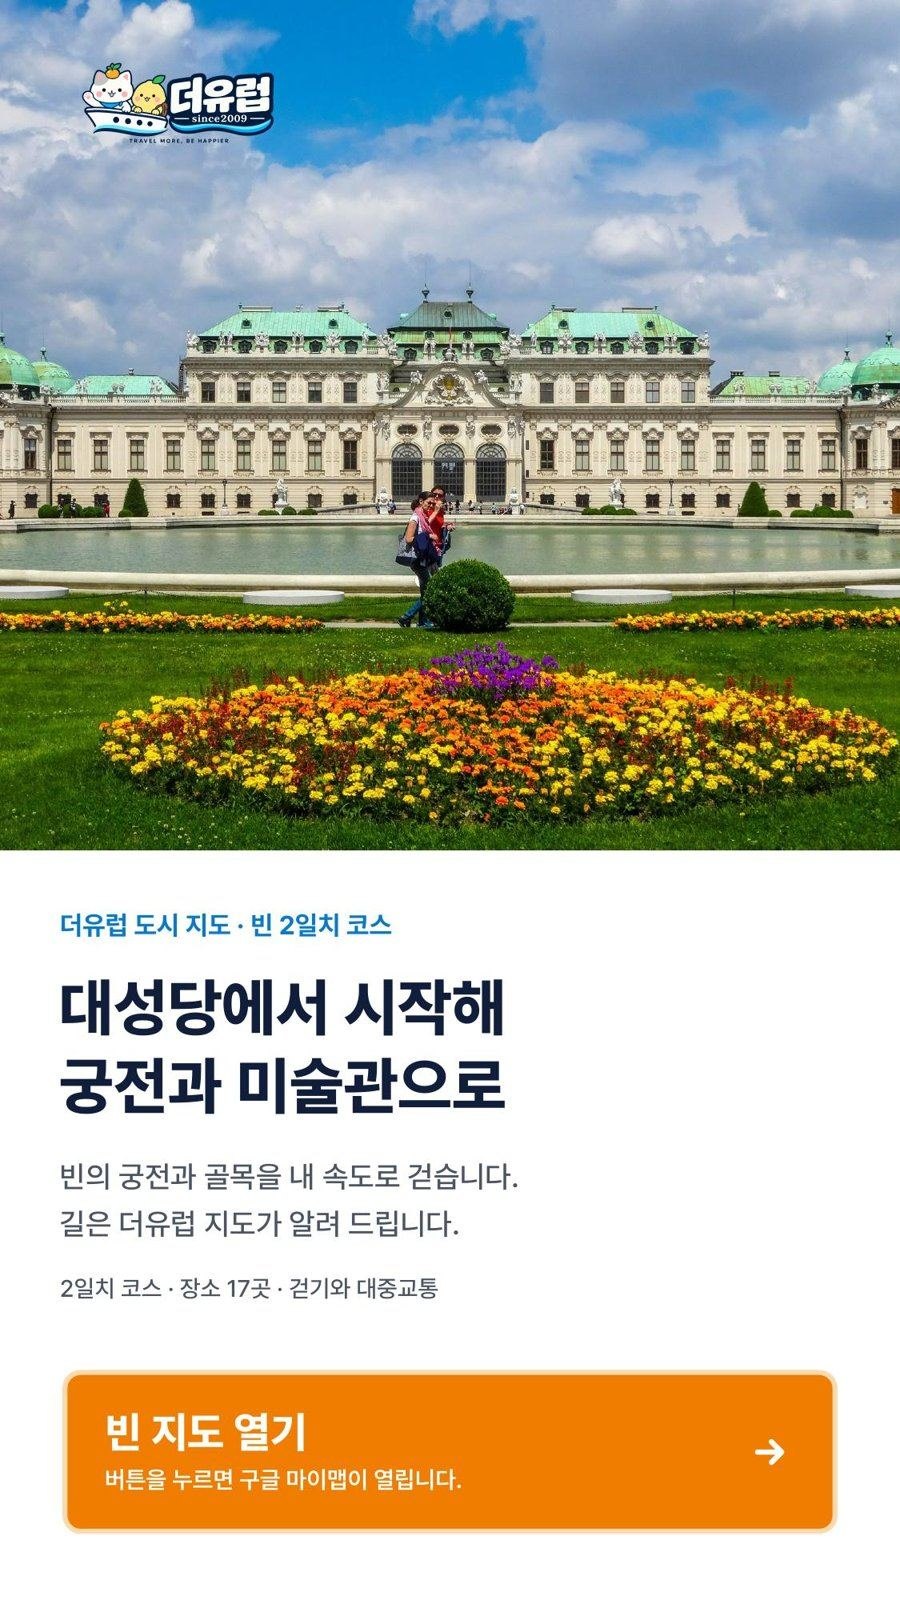 더유럽
since2009
TRAVEL MORE, BE HAPPIER
더유럽 도시 지도 · 빈 2일치 코스
대성당에서 시작해
궁전과 미술관으로
빈의 궁전과 골목을 내 속도로 걷습니다.
길은 더유럽 지도가 알려 드립니다.
2일치 코스 · 장소 17곳 · 걷기와 대중교통
빈 지도 열기
버튼을 누르면 구글 마이맵이 열립니다.